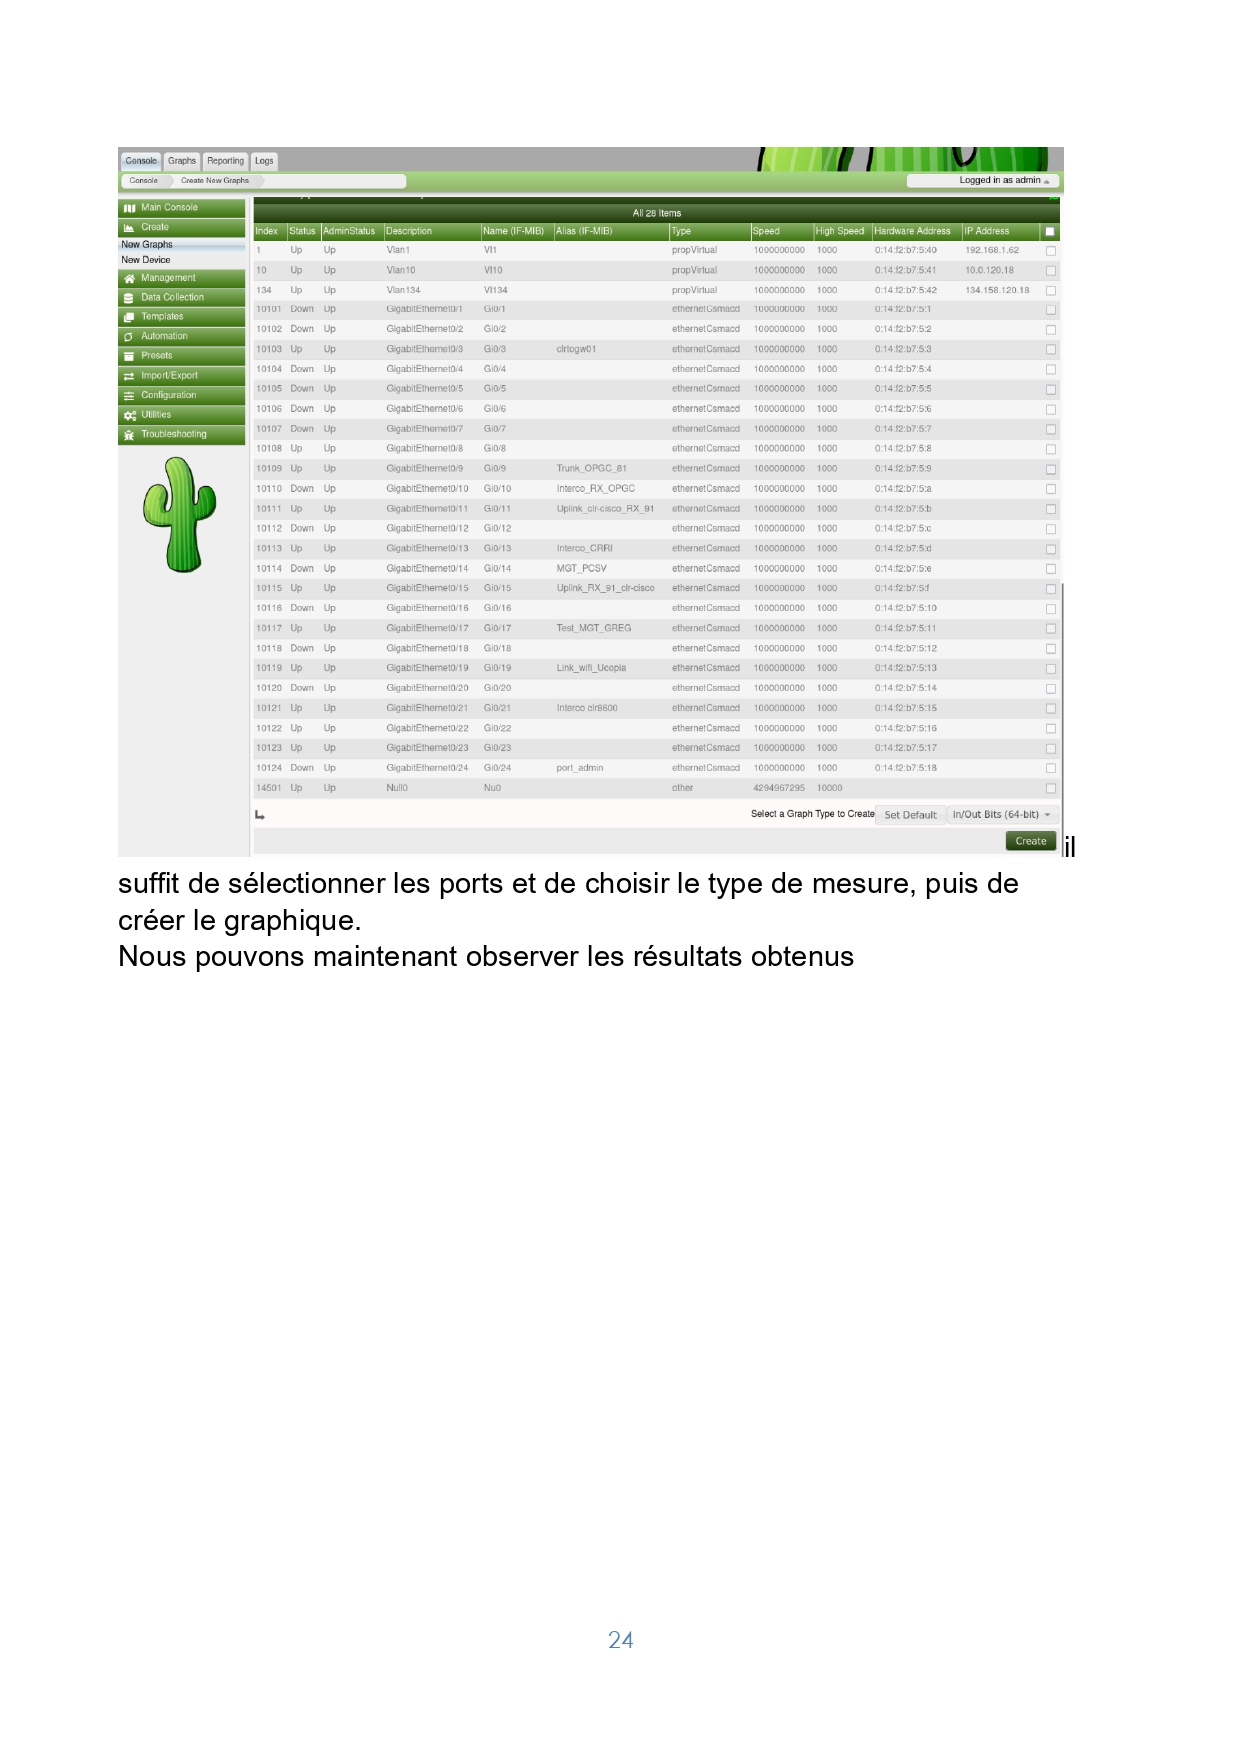 Console Graphs Reporting Logs
Console Create New Graphs Logged in as admin
Main Console
Create
New Graphs
New Device
Management
Data Collection
Templates
Automation
Presets
Import/Export
Configuration
Utilities
Troubleshooting
All 28 Items
Index Status AdminStatus Description Name (IF-MIB) Alias (IF-MIB) Type Speed High Speed Hardware Address IP Address
1 Up Up Vlan1 Vl1 propVirtual 1000000000 1000 0:14:f2:b7:5:40 192.168.1.62
10 Up Up Vlan10 Vl10 propVirtual 1000000000 1000 0:14:f2:b7:5:41 10.0.120.18
134 Up Up Vlan134 Vl134 propVirtual 1000000000 1000 0:14:f2:b7:5:42 134.158.120.18
10101 Down Up GigabitEthernet0/1 Gi0/1 ethernetCsmacd 1000000000 1000 0:14:f2:b7:5:1
10102 Down Up GigabitEthernet0/2 Gi0/2 ethernetCsmacd 1000000000 1000 0:14:f2:b7:5:2
10103 Up Up GigabitEthernet0/3 Gi0/3 clrtogw01 ethernetCsmacd 1000000000 1000 0:14:f2:b7:5:3
10104 Down Up GigabitEthernet0/4 Gi0/4 ethernetCsmacd 1000000000 1000 0:14:f2:b7:5:4
10105 Down Up GigabitEthernet0/5 Gi0/5 ethernetCsmacd 1000000000 1000 0:14:f2:b7:5:5
10106 Down Up GigabitEthernet0/6 Gi0/6 ethernetCsmacd 1000000000 1000 0:14:f2:b7:5:6
10107 Down Up GigabitEthernet0/7 Gi0/7 ethernetCsmacd 1000000000 1000 0:14:f2:b7:5:7
10108 Up Up GigabitEthernet0/8 Gi0/8 ethernetCsmacd 1000000000 1000 0:14:f2:b7:5:8
10109 Up Up GigabitEthernet0/9 Gi0/9 Trunk_OPGC_81 ethernetCsmacd 1000000000 1000 0:14:f2:b7:5:9
10110 Down Up GigabitEthernet0/10 Gi0/10 Interco_RX_OPGC ethernetCsmacd 1000000000 1000 0:14:f2:b7:5:a
10111 Up Up GigabitEthernet0/11 Gi0/11 Uplink_clr-cisco_RX_91 ethernetCsmacd 1000000000 1000 0:14:f2:b7:5:b
10112 Down Up GigabitEthernet0/12 Gi0/12 ethernetCsmacd 1000000000 1000 0:14:f2:b7:5:c
10113 Up Up GigabitEthernet0/13 Gi0/13 Interco_CRRI ethernetCsmacd 1000000000 1000 0:14:f2:b7:5:d
10114 Down Up GigabitEthernet0/14 Gi0/14 MGT_PCSV ethernetCsmacd 1000000000 1000 0:14:f2:b7:5:e
10115 Up Up GigabitEthernet0/15 Gi0/15 Uplink_RX_91_clr-cisco ethernetCsmacd 1000000000 1000 0:14:f2:b7:5:f
10116 Down Up GigabitEthernet0/16 Gi0/16 ethernetCsmacd 1000000000 1000 0:14:f2:b7:5:10
10117 Up Up GigabitEthernet0/17 Gi0/17 Test_MGT_GREG ethernetCsmacd 1000000000 1000 0:14:f2:b7:5:11
10118 Down Up GigabitEthernet0/18 Gi0/18 ethernetCsmacd 1000000000 1000 0:14:f2:b7:5:12
10119 Up Up GigabitEthernet0/19 Gi0/19 Link_wifi_Ucopia ethernetCsmacd 1000000000 1000 0:14:f2:b7:5:13
10120 Down Up GigabitEthernet0/20 Gi0/20 ethernetCsmacd 1000000000 1000 0:14:f2:b7:5:14
10121 Up Up GigabitEthernet0/21 Gi0/21 Interco clr8600 ethernetCsmacd 1000000000 1000 0:14:f2:b7:5:15
10122 Up Up GigabitEthernet0/22 Gi0/22 ethernetCsmacd 1000000000 1000 0:14:f2:b7:5:16
10123 Up Up GigabitEthernet0/23 Gi0/23 ethernetCsmacd 1000000000 1000 0:14:f2:b7:5:17
10124 Down Up GigabitEthernet0/24 Gi0/24 port_admin ethernetCsmacd 1000000000 1000 0:14:f2:b7:5:18
14501 Up Up Null0 Nu0 other 4294967295 10000
Select a Graph Type to Create Set Default In/Out Bits (64-bit)
Create
il
suffit de sélectionner les ports et de choisir le type de mesure, puis de
créer le graphique.
Nous pouvons maintenant observer les résultats obtenus
24